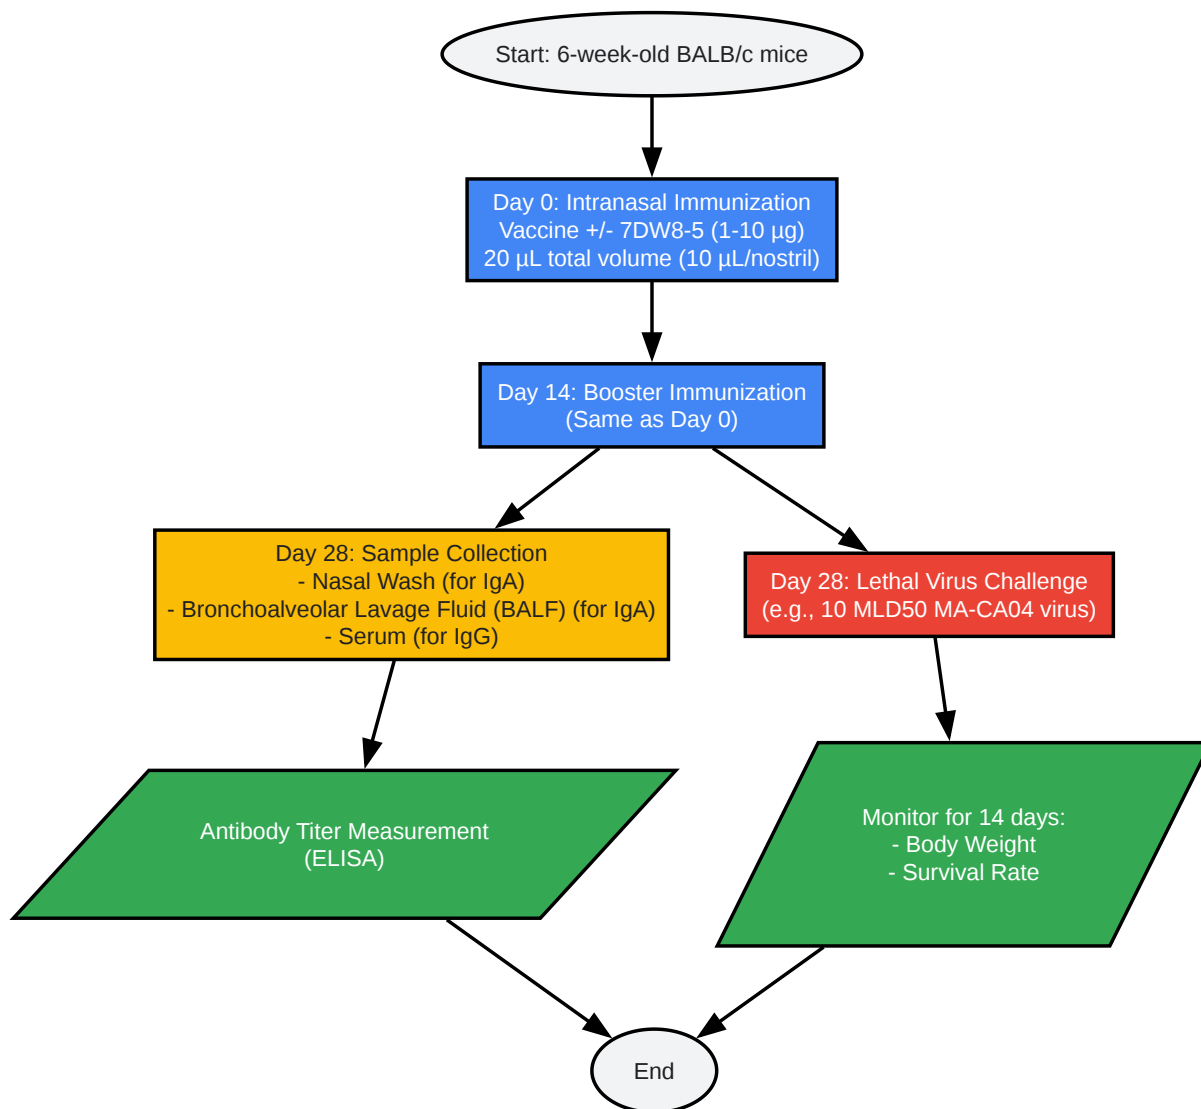 Start: 6-week-old BALB/c mice
Day 0: Intranasal Immunization
Vaccine +/- 7DW8-5 (1-10 µg)
20 µL total volume (10 µL/nostril)
Day 14: Booster Immunization
(Same as Day 0)
Day 28: Sample Collection
- Nasal Wash (for IgA)
- Bronchoalveolar Lavage Fluid (BALF) (for IgA)
- Serum (for IgG)
Day 28: Lethal Virus Challenge
(e.g., 10 MLD50 MA-CA04 virus)
Antibody Titer Measurement
(ELISA)
Monitor for 14 days:
- Body Weight
- Survival Rate
End